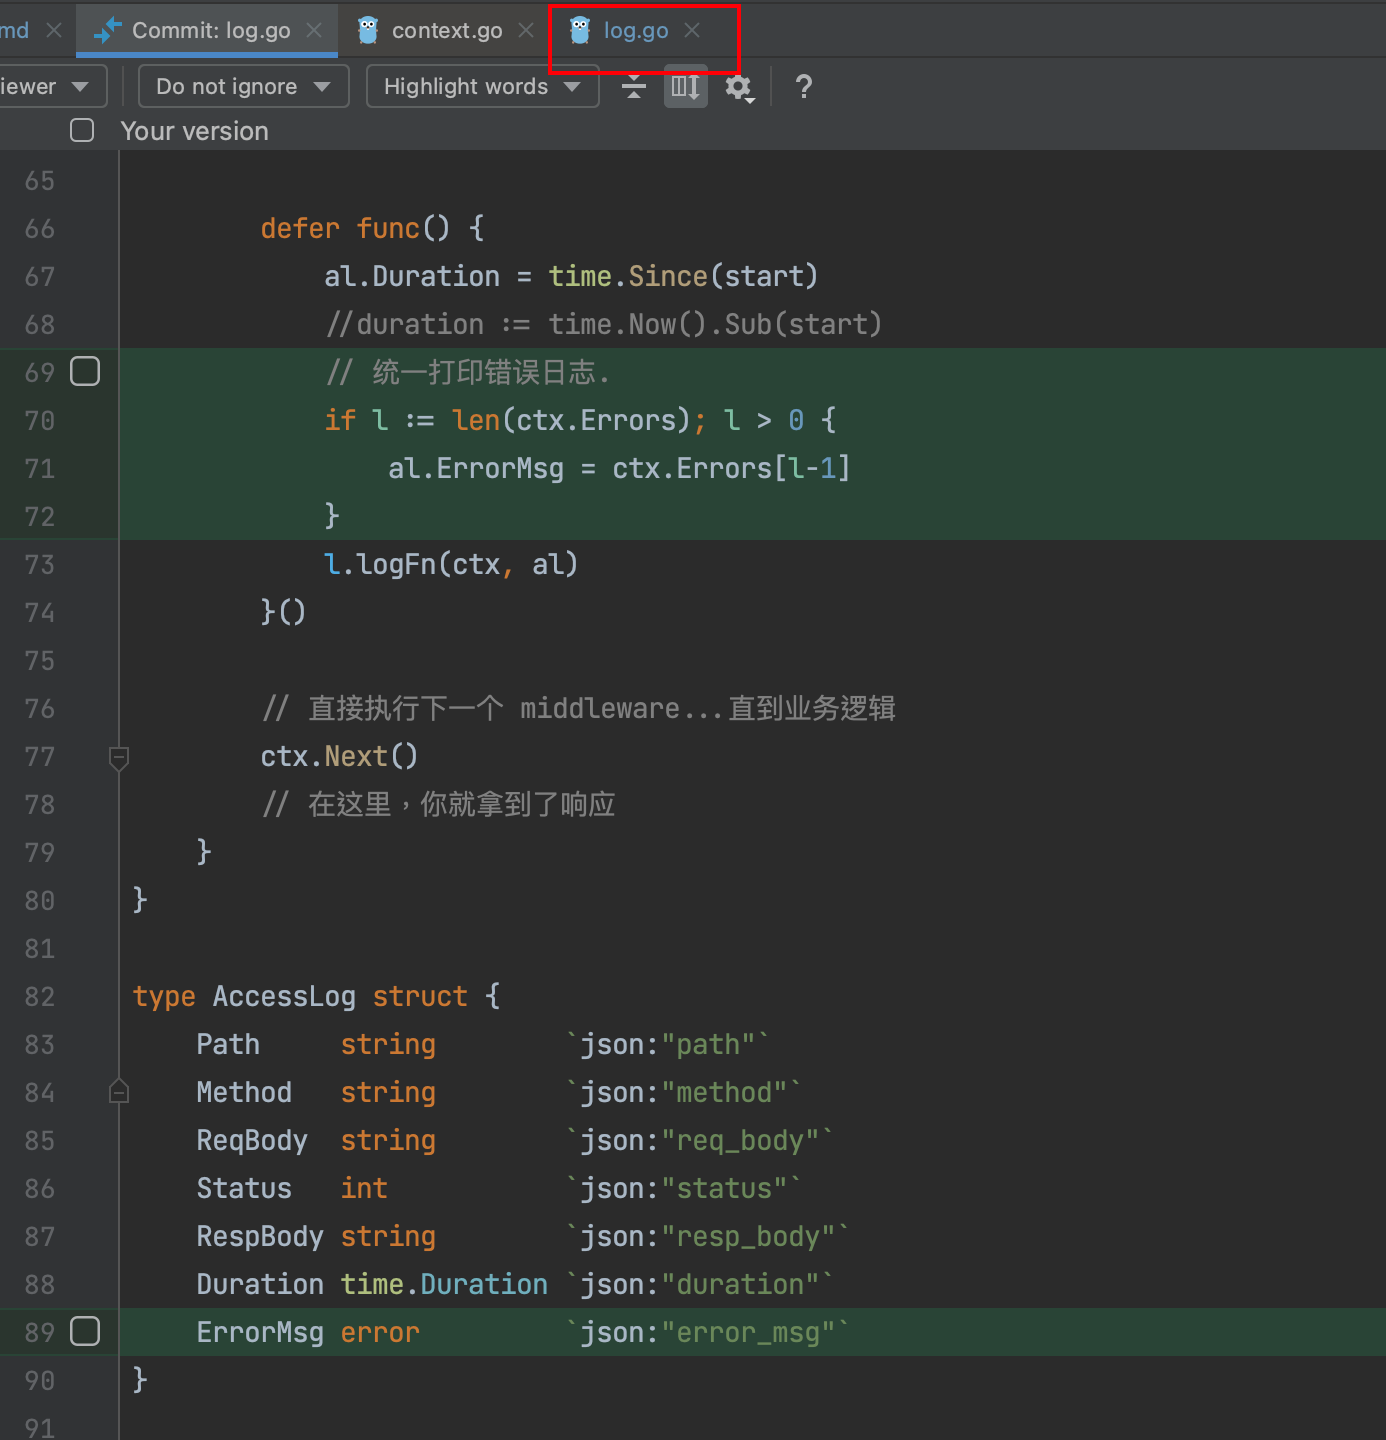 md
Commit: log.go
context.go
log.go
iewer
Do not ignore
Highlight words
?
Your version
65
66 defer func() {
67 al.Duration = time.Since(start)
68 //duration := time.Now().Sub(start)
69 // 统一打印错误日志.
70 if l := len(ctx.Errors); l > 0 {
71 al.ErrorMsg = ctx.Errors[l-1]
72 }
73 l.logFn(ctx, al)
74 }()
75
76 // 直接执行下一个 middleware...直到业务逻辑
77 ctx.Next()
78 // 在这里，你就拿到了响应
79 }
80 }
81
82 type AccessLog struct {
83 Path string `json:"path"`
84 Method string `json:"method"`
85 ReqBody string `json:"req_body"`
86 Status int `json:"status"`
87 RespBody string `json:"resp_body"`
88 Duration time.Duration `json:"duration"`
89 ErrorMsg error `json:"error_msg"`
90 }
91